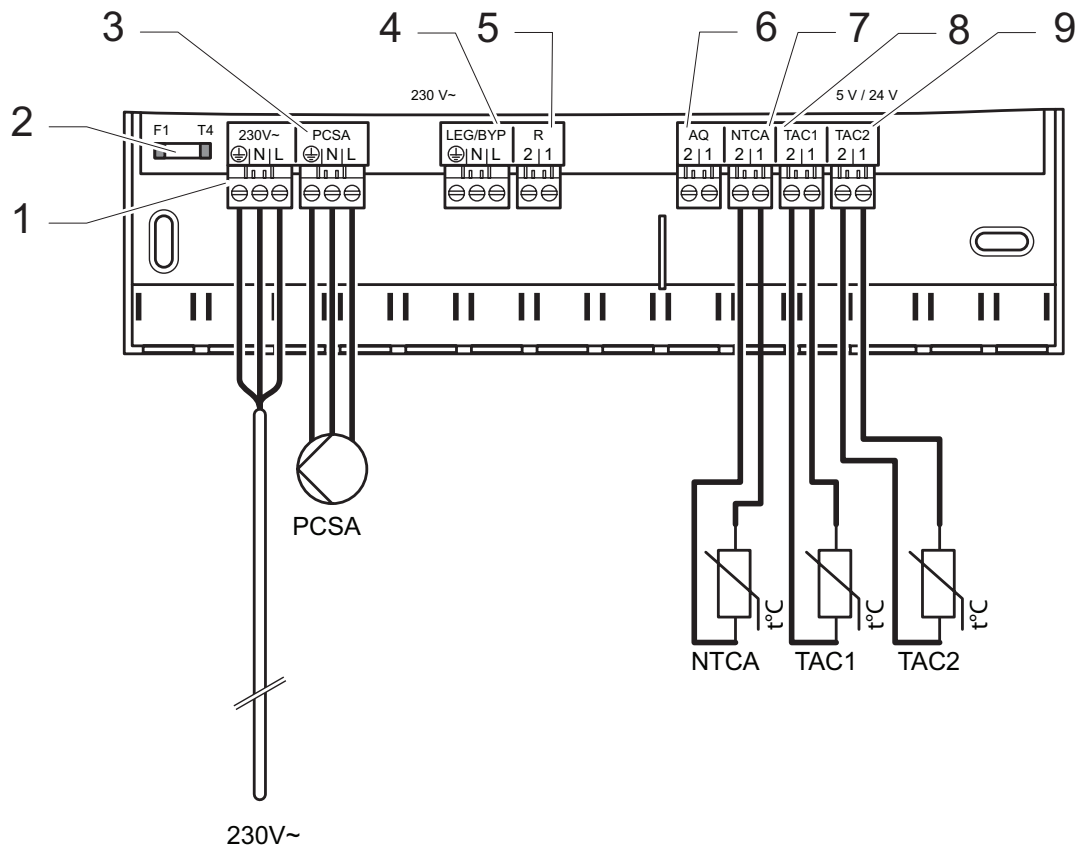 3 4 5 6 7 8 9
230 V~ 5 V / 24 V
2
F1 T4
230V~ PCSA LEG/BYP R AQ NTCA TAC1 TAC2
N L N L N L 2 1 2 1 2 1 2 1 2 1
1
PCSA
t°C t°C t°C
NTCA TAC1 TAC2
230V~